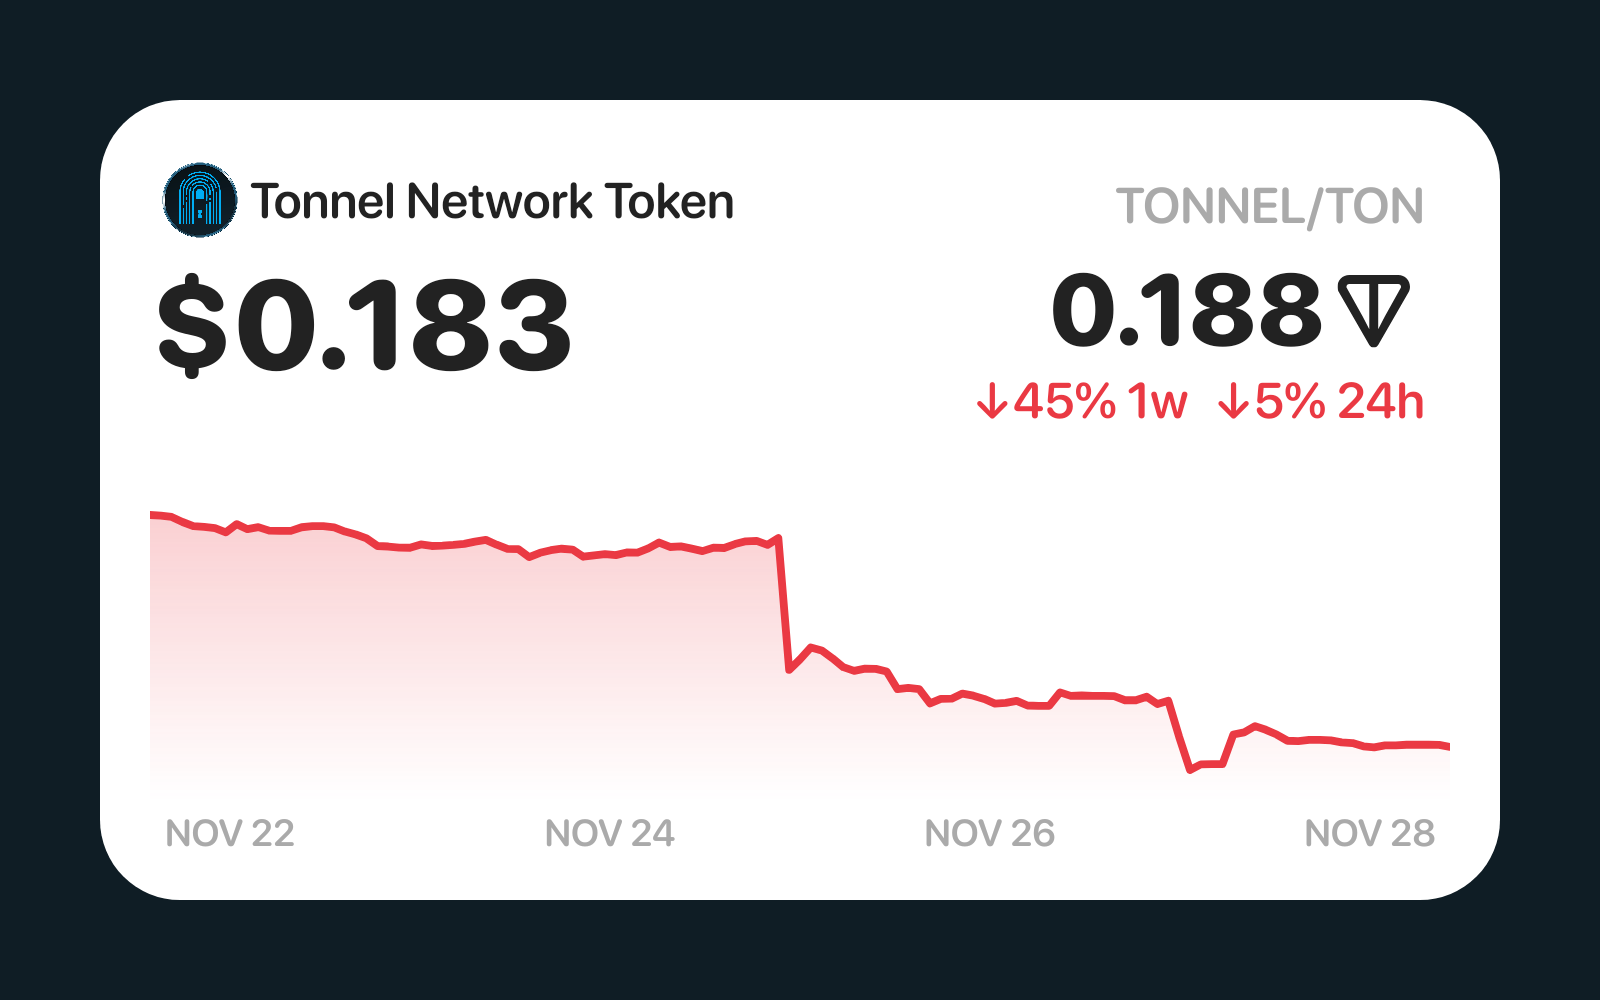 Tonnel Network Token
TONNEL/TON
$0.183
0.188
↓45% 1w ↓5% 24h
NOV 22
NOV 24
NOV 26
NOV 28